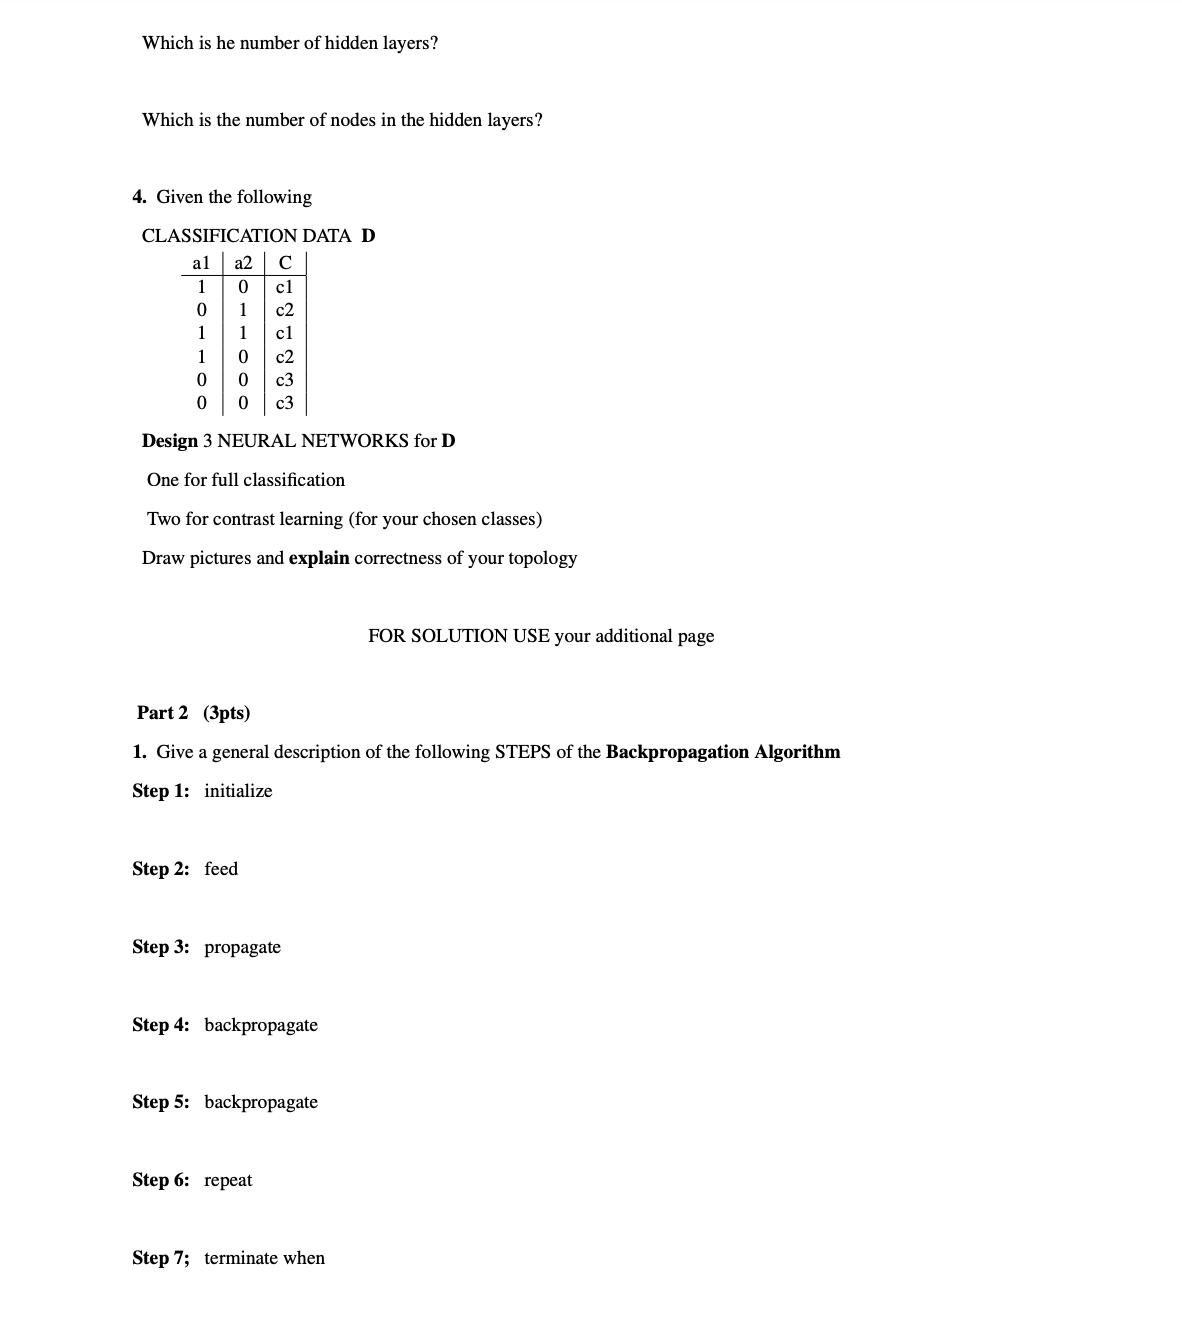 Which is he number of hidden layers?
Which is the number of nodes in the hidden layers?
4. Given the following
CLASSIFICATION DATA D
a1 a2 C
1 0 c1
0 1 c2
1 1 c1
1 0 c2
0 0 c3
0 0 c3
Design 3 NEURAL NETWORKS for D
One for full classification
Two for contrast learning (for your chosen classes)
Draw pictures and explain correctness of your topology
FOR SOLUTION USE your additional page
Part 2 (3pts)
1. Give a general description of the following STEPS of the Backpropagation Algorithm
Step 1: initialize
Step 2: feed
Step 3: propagate
Step 4: backpropagate
Step 5: backpropagate
Step 6: repeat
Step 7; terminate when